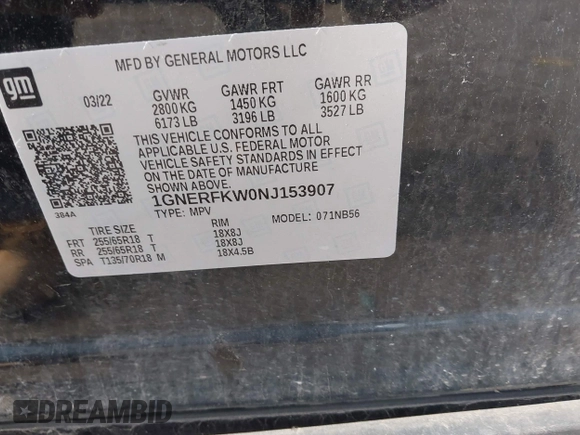 MFD BY GENERAL MOTORS LLC
gm
03/22 GVWR GAWR FRT GAWR RR
2800 KG 1450 KG 1600 KG
6173 LB 3196 LB 3527 LB
THIS VEHICLE CONFORMS TO ALL
APPLICABLE U.S. FEDERAL MOTOR
VEHICLE SAFETY STANDARDS IN EFFECT
ON THE DATE OF MANUFACTURE
SHOWN ABOVE.
384A
1GNERFKW0NJ153907
TYPE: MPV MODEL: 071NB56
TIRE SIZE RIM
FRT 255/65R18 T 18X8J
RR 255/65R18 T 18X8J
SPA T135/70R18 M 18X4.5B
DREAMBID